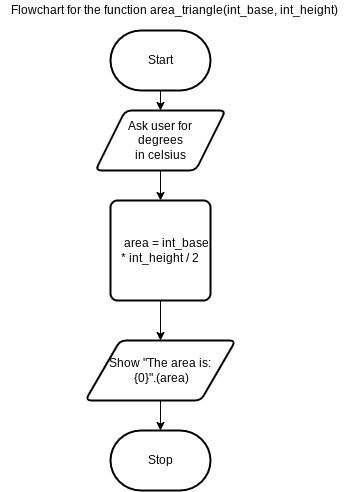 Flowchart for the function area_triangle(int_base, int_height)
Start
Ask user for
degrees
in celsius
area = int_base
* int_height / 2
Show "The area is:
{0}".(area)
Stop